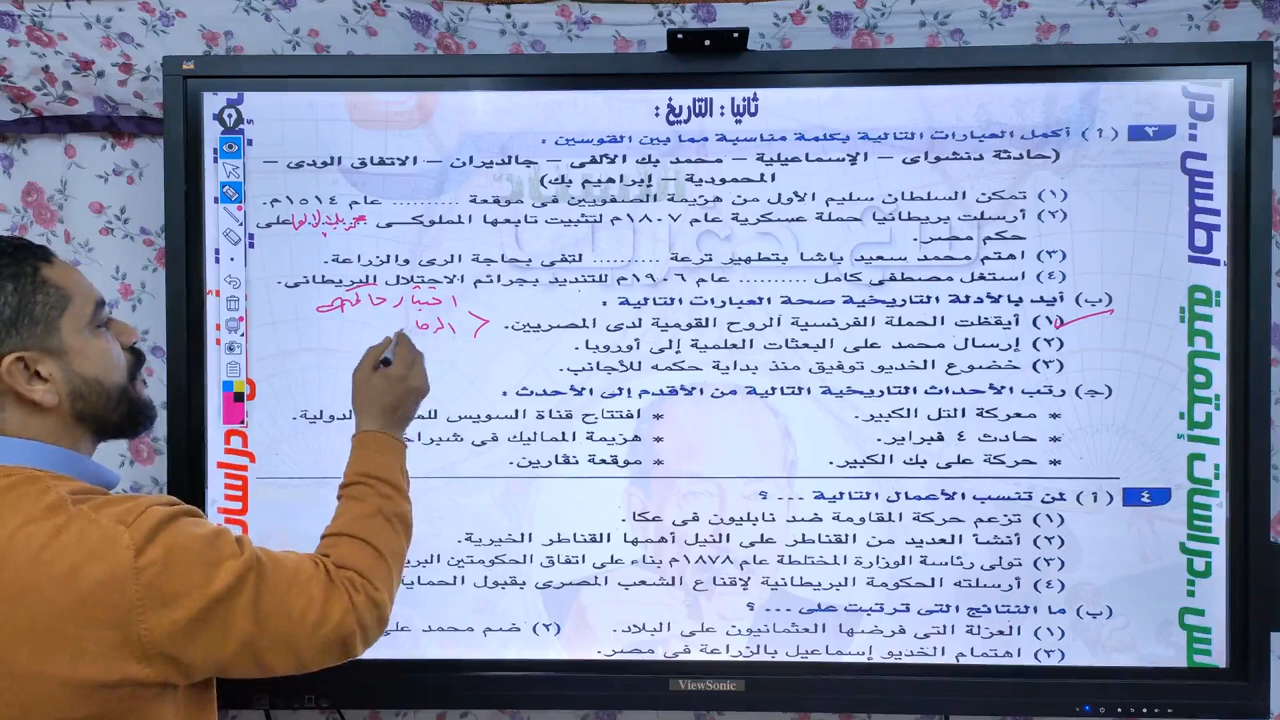 ثانيا : التاريخ :
٣ ( أ ) أكمل العبارات التالية بكلمة مناسبة مما بين القوسين :
(حادثة دنشواى – الإسماعيلية – محمد بك الألفى – جالديران – الاتفاق الودى –
المحمودية – إبراهيم بك)
(١) تمكن السلطان سليم الأول من هزيمة الصفويين فى موقعة .......... عام ١٥١٤م.
(٢) أرسلت بريطانيا حملة عسكرية عام ١٨٠٧م لتثبيت تابعها المملوكى على
حكم مصر.
(٣) اهتم محمد سعيد باشا بتطهير ترعة .......... لتفى بحاجة الرى والزراعة.
(٤) استغل مصطفى كامل .......... عام ١٩٠٦م للتنديد بجرائم الاحتلال البريطانى.
اختيار
(ب) أيد بالأدلة التاريخية صحة العبارات التالية :
(١) أيقظت الحملة الفرنسية الروح القومية لدى المصريين.
(٢) إرسال محمد على البعثات العلمية إلى أوروبا.
(٣) خضوع الخديو توفيق منذ بداية حكمه للأجانب.
(جـ) رتب الأحداث التاريخية التالية من الأقدم إلى الأحدث :
* معركة التل الكبير. * افتتاح قناة السويس الدولية.
* حادث ٤ فبراير. * هزيمة المماليك فى
* حركة على بك الكبير. * موقعة نڤارين.
٤ ( أ ) لمن تنسب الأعمال التالية ... ؟
(١) تزعم حركة المقاومة ضد نابليون فى عكا.
(٢) أنشأ العديد من القناطر على النيل أهمها القناطر الخيرية.
(٣) تولى رئاسة الوزارة المختلطة عام ١٨٧٨م بناء على اتفاق الحكومتين
(٤) أرسلته الحكومة البريطانية لإقناع الشعب المصرى بقبول
(ب) ما النتائج التى ترتبت على ... ؟
(١) العزلة التى فرضها العثمانيون على البلاد. (٢) ضم محمد
(٣) اهتمام الخديو إسماعيل بالزراعة فى مصر.
أطلس
دراسات إجتماعية
ViewSonic